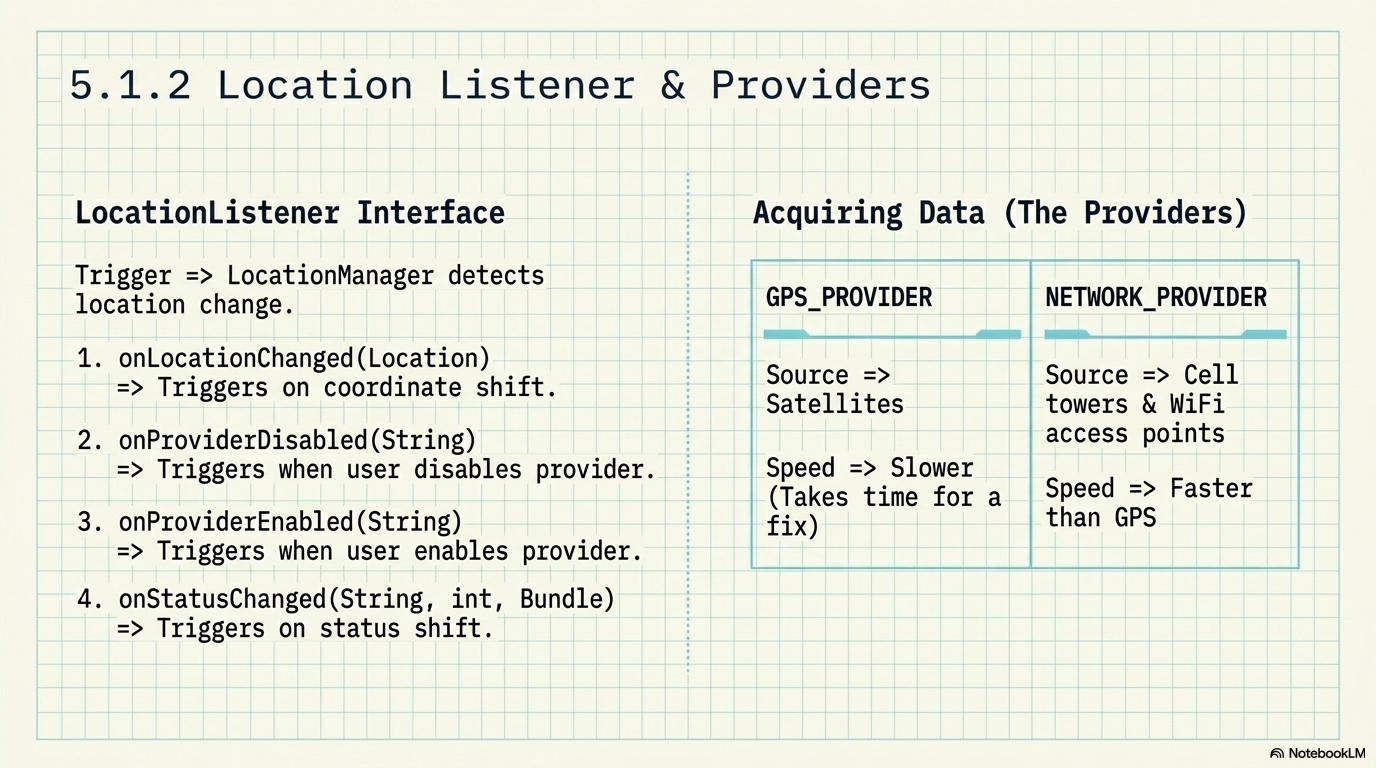 5.1.2 Location Listener & Providers
LocationListener Interface
Trigger => LocationManager detects
location change.
1. onLocationChanged(Location)
=> Triggers on coordinate shift.
2. onProviderDisabled(String)
=> Triggers when user disables provider.
3. onProviderEnabled(String)
=> Triggers when user enables provider.
4. onStatusChanged(String, int, Bundle)
=> Triggers on status shift.
Acquiring Data (The Providers)
GPS_PROVIDER
Source =>
Satellites
Speed => Slower
(Takes time for a
fix)
NETWORK_PROVIDER
Source => Cell
towers & WiFi
access points
Speed => Faster
than GPS
NotebookLM